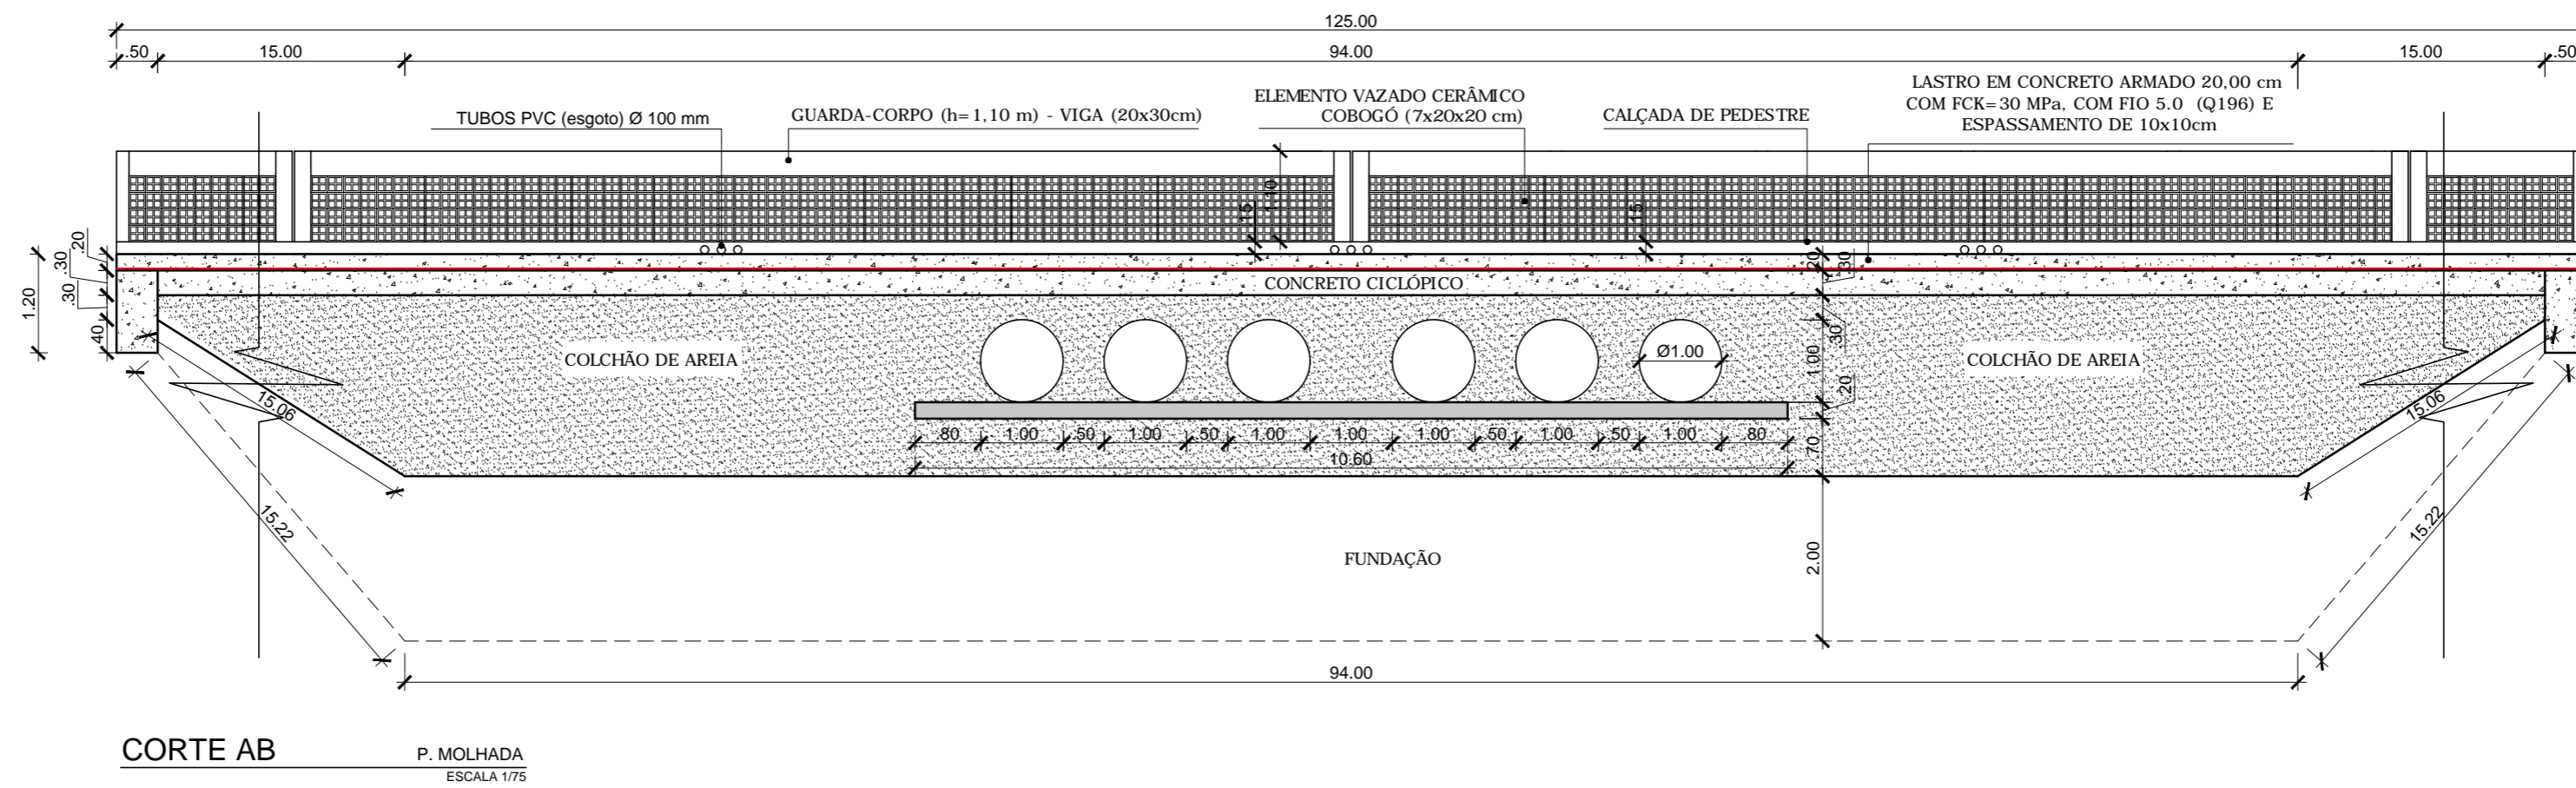 125.00
.50
15.00
94.00
15.00
.50
LASTRO EM CONCRETO ARMADO 20,00 cm
COM FCK=30 MPa, COM FIO 5.0 (Q196) E
ESPASSAMENTO DE 10x10cm
ELEMENTO VAZADO CERÂMICO
COBOGÓ (7x20x20 cm)
TUBOS PVC (esgoto) Ø 100 mm
GUARDA-CORPO (h=1,10 m) - VIGA (20x30cm)
CALÇADA DE PEDESTRE
1.10
.15
.15
.20
.30
.30
1.20
.40
.20
.30
CONCRETO CICLÓPICO
COLCHÃO DE AREIA
Ø1.00
COLCHÃO DE AREIA
.30
1.00
.20
15.06
15.06
.80
1.00
.50
1.00
.50
1.00
1.00
1.00
.50
1.00
.50
1.00
.80
.70
10.60
15.22
15.22
FUNDAÇÃO
2.00
94.00
CORTE AB
P. MOLHADA
ESCALA 1/75